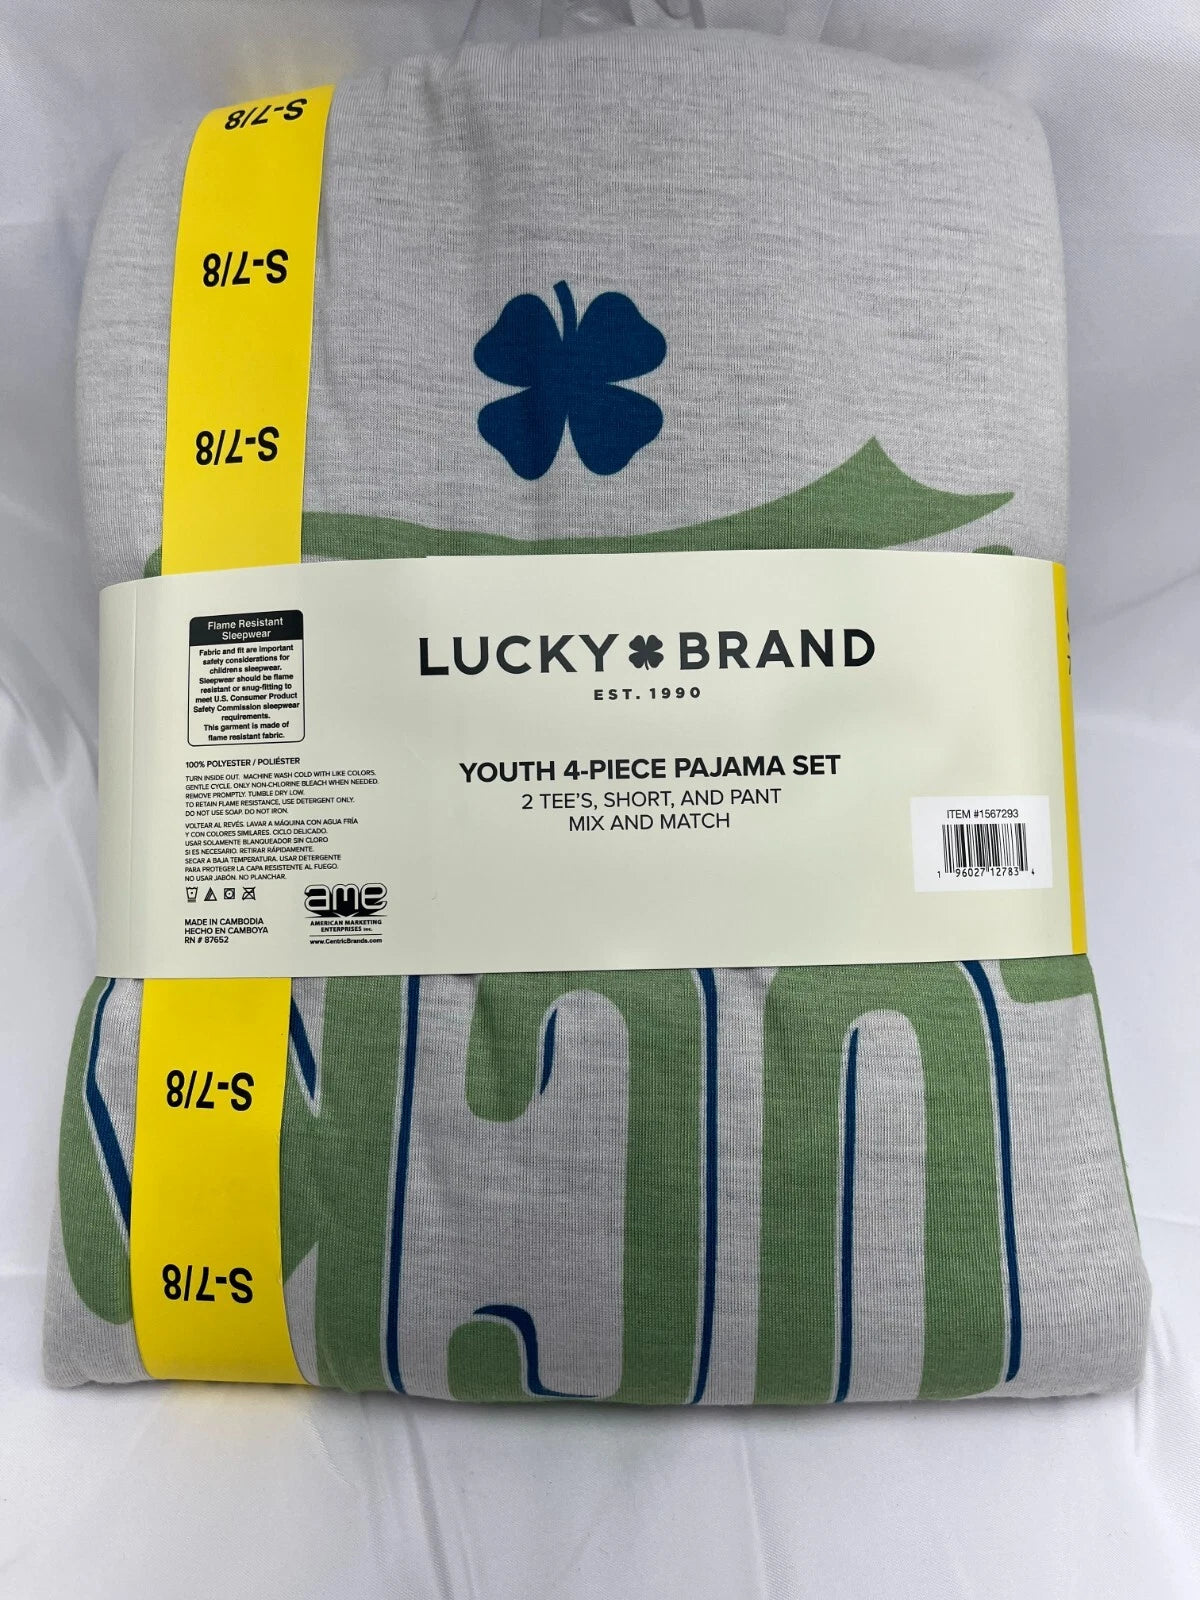 S-7/8
S-7/8
S-7/8
Flame Resistant
Sleepwear
Fabric and fit are important
safety considerations for
childrens sleepwear.
Sleepwear should be flame
resistant or snug-fitting to
meet U.S. Consumer Product
Safety Commission sleepwear
requirements.
This garment is made of
flame resistant fabric.
LUCKY BRAND
EST. 1990
YOUTH 4-PIECE PAJAMA SET
2 TEE'S, SHORT, AND PANT
MIX AND MATCH
100% POLYESTER / POLIÉSTER
TURN INSIDE OUT. MACHINE WASH COLD WITH LIKE COLORS.
GENTLE CYCLE. ONLY NON-CHLORINE BLEACH WHEN NEEDED.
REMOVE PROMPTLY. TUMBLE DRY LOW.
TO RETAIN FLAME RESISTANCE, USE DETERGENT ONLY.
DO NOT USE SOAP. DO NOT IRON.
VOLTEAR AL REVÉS. LAVAR A MÁQUINA CON AGUA FRÍA
Y CON COLORES SIMILARES. CICLO DELICADO.
USAR SOLAMENTE BLANQUEADOR SIN CLORO
SI ES NECESARIO. RETIRAR RÁPIDAMENTE.
SECAR A BAJA TEMPERATURA. USAR DETERGENTE
PARA PROTEGER LA CAPA RESISTENTE AL FUEGO.
NO USAR JABÓN. NO PLANCHAR.
MADE IN CAMBODIA
HECHO EN CAMBOYA
RN # 87652
ame
AMERICAN MARKETING
ENTERPRISES INC.
www.CentricBrands.com
ITEM #1567293
1 96027 12783 4
S-7/8
S-7/8